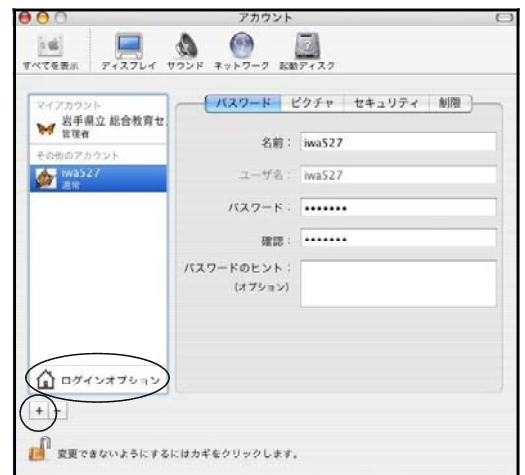 アカウント
すべてを表示 ディスプレイ サウンド ネットワーク 起動ディスク
マイアカウント
岩手県立 総合教育セ
管理者
その他のアカウント
iwa527
通常
パスワード ピクチャ セキュリティ 制限
名前： iwa527
ユーザ名： iwa527
パスワード： •••••••
確認： •••••••
パスワードのヒント：
(オプション)
ログインオプション
+ -
変更できないようにするにはカギをクリックします。